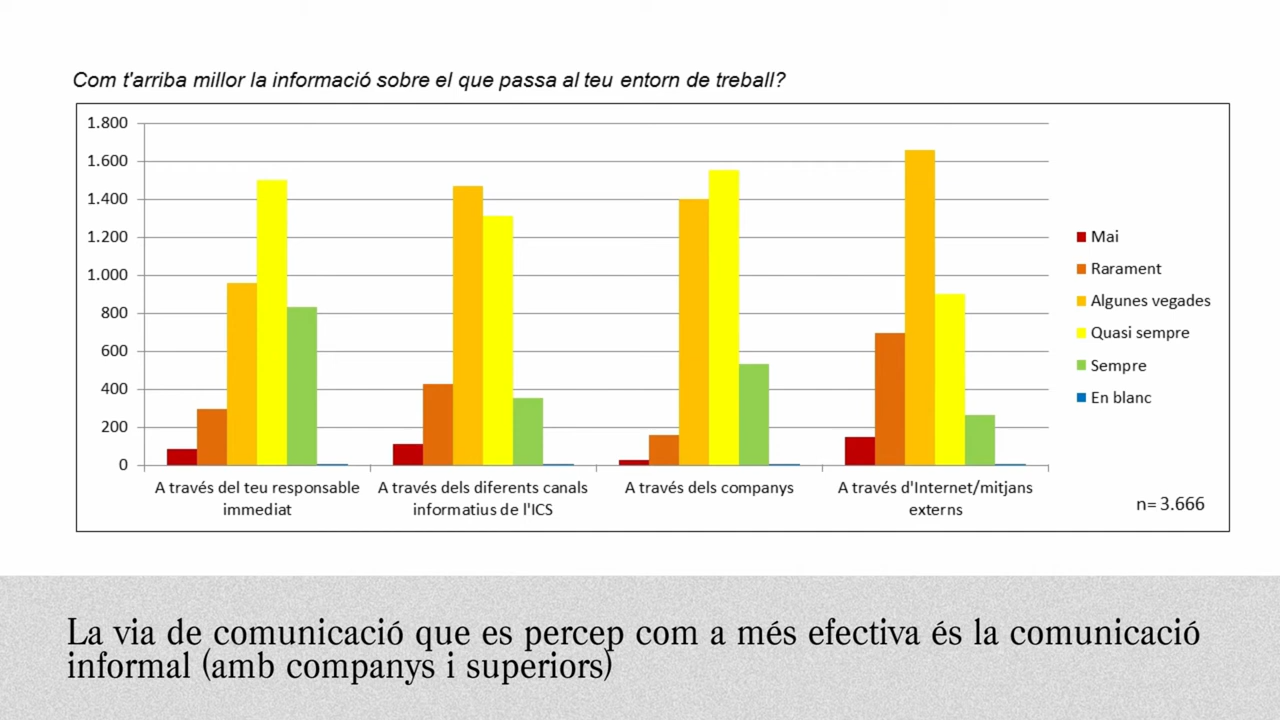 Com t'arriba millor la informació sobre el que passa al teu entorn de treball?
1.800
1.600
1.400
1.200
1.000
800
600
400
200
0
A través del teu responsable
immediat
A través dels diferents canals
informatius de l'ICS
A través dels companys
A través d'Internet/mitjans
externs
Mai
Rarament
Algunes vegades
Quasi sempre
Sempre
En blanc
n= 3.666
La via de comunicació que es percep com a més efectiva és la comunicació
informal (amb companys i superiors)